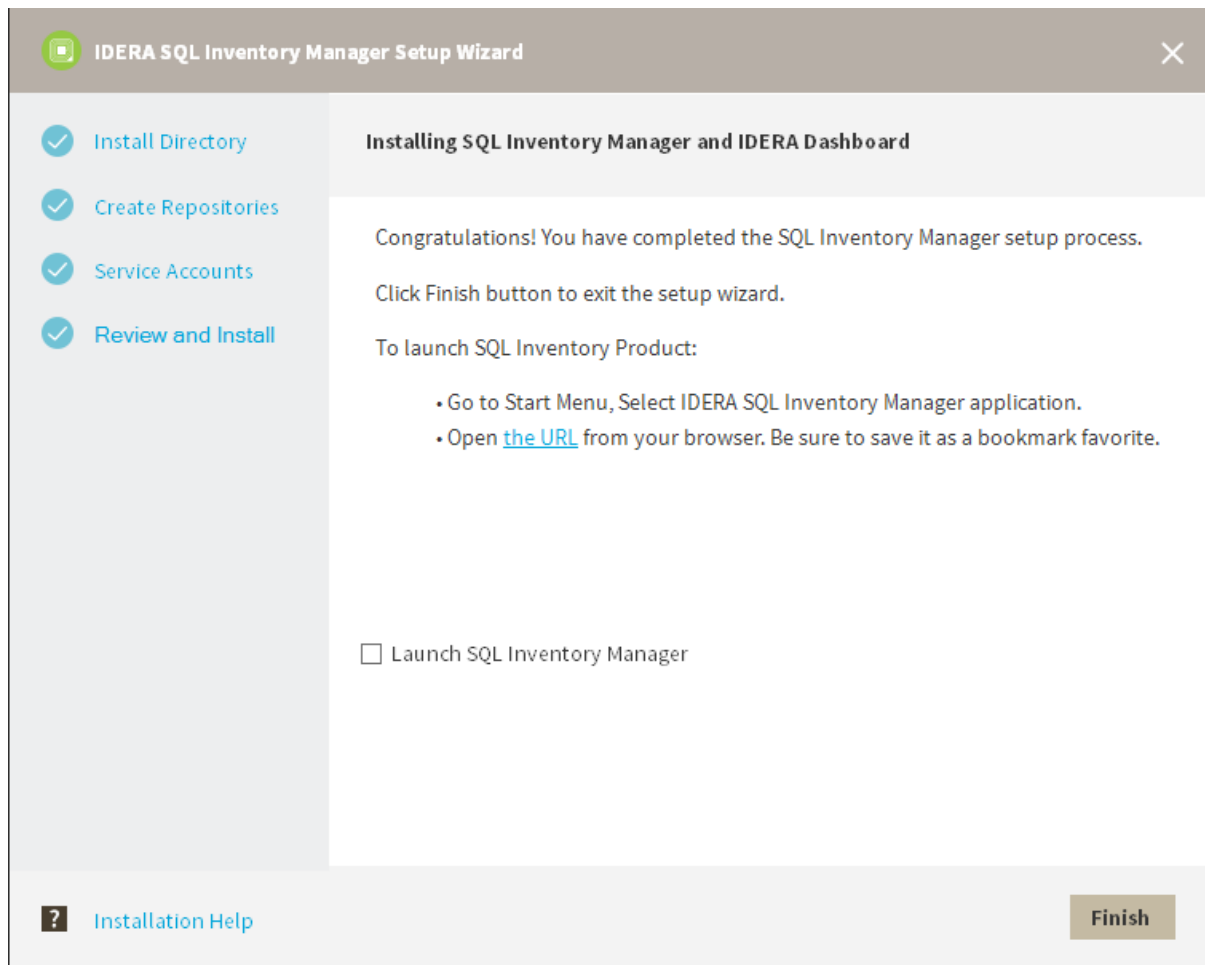 IDERA SQL Inventory Manager Setup Wizard
Install Directory
Create Repositories
Service Accounts
Review and Install
Installing SQL Inventory Manager and IDERA Dashboard
Congratulations! You have completed the SQL Inventory Manager setup process.
Click Finish button to exit the setup wizard.
To launch SQL Inventory Product:
• Go to Start Menu, Select IDERA SQL Inventory Manager application.
• Open the URL from your browser. Be sure to save it as a bookmark favorite.
Launch SQL Inventory Manager
? Installation Help
Finish